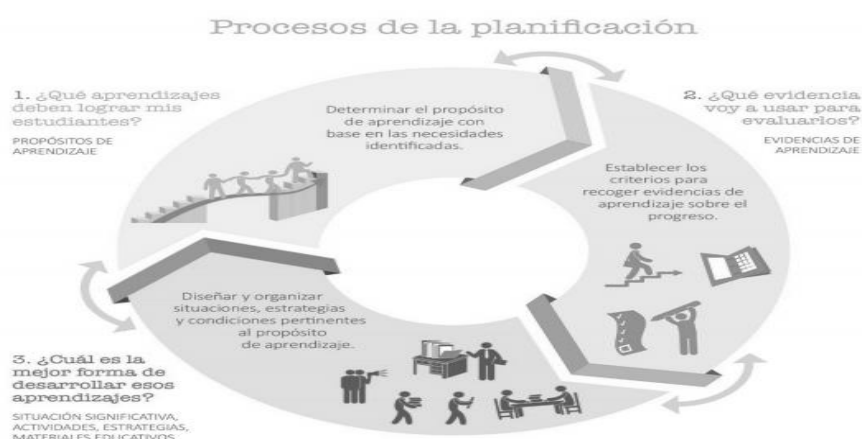 Procesos de la planificación
1. ¿Qué aprendizajes
deben lograr mis
estudiantes?
PROPÓSITOS DE
APRENDIZAJE
Determinar el propósito
de aprendizaje con
base en las necesidades
identificadas.
2. ¿Qué evidencia
voy a usar para
evaluarlos?
EVIDENCIAS DE
APRENDIZAJE
Establecer los
criterios para
recoger evidencias de
aprendizaje sobre el
progreso.
Diseñar y organizar
situaciones, estrategias
y condiciones pertinentes
al propósito
de aprendizaje.
3. ¿Cuál es la
mejor forma de
desarrollar esos
aprendizajes?
SITUACIÓN SIGNIFICATIVA,
ACTIVIDADES, ESTRATEGIAS,
MATERIALES EDUCATIVOS